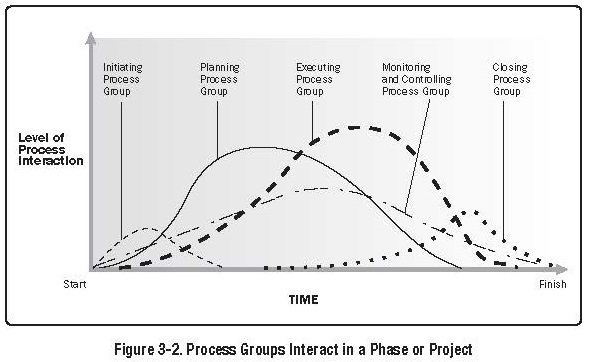 Initiating
Process
Group
Planning
Process
Group
Executing
Process
Group
Monitoring
and Controlling
Process Group
Closing
Process
Group
Level of
Process
Interaction
Start
Finish
TIME
Figure 3-2. Process Groups Interact in a Phase or Project